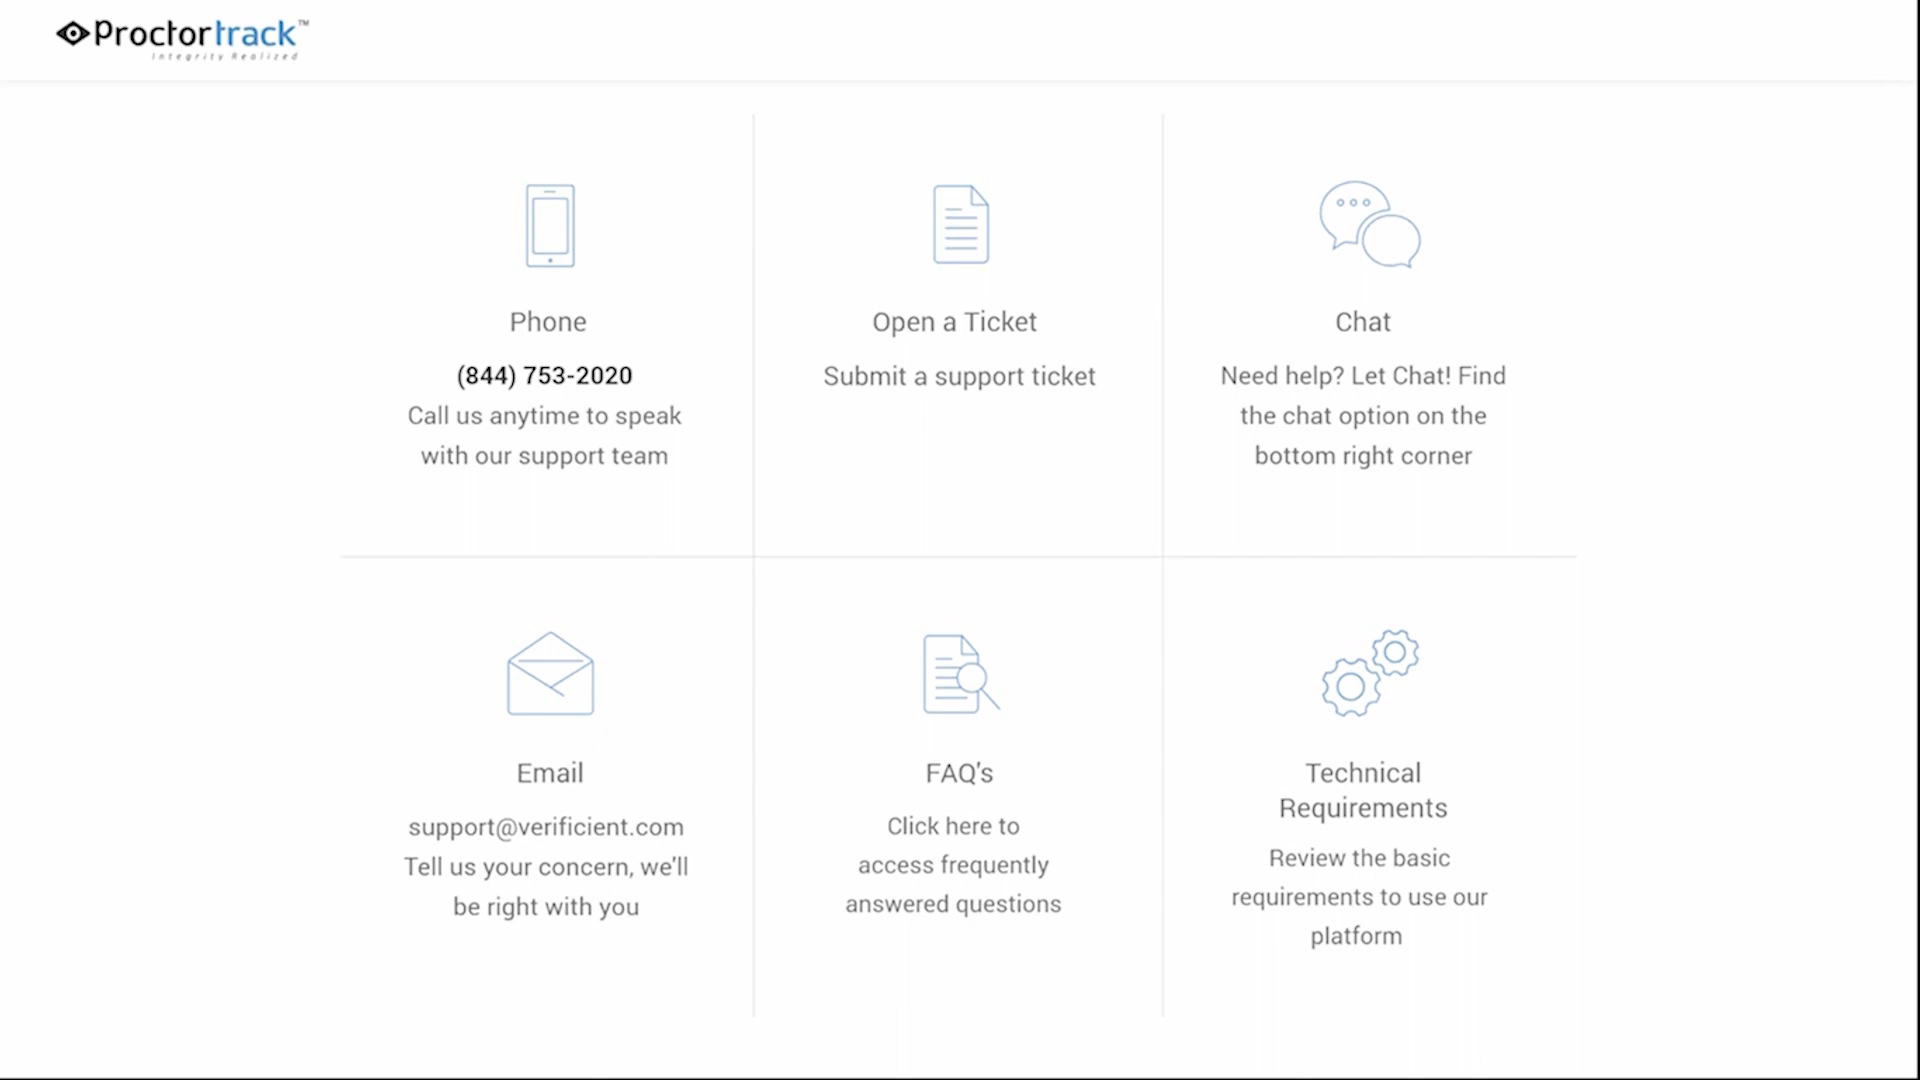 Proctortrack™
Integrity Realized
Phone
(844) 753-2020
Call us anytime to speak
with our support team
Open a Ticket
Submit a support ticket
Chat
Need help? Let Chat! Find
the chat option on the
bottom right corner
Email
support@verificient.com
Tell us your concern, we'll
be right with you
FAQ's
Click here to
access frequently
answered questions
Technical
Requirements
Review the basic
requirements to use our
platform